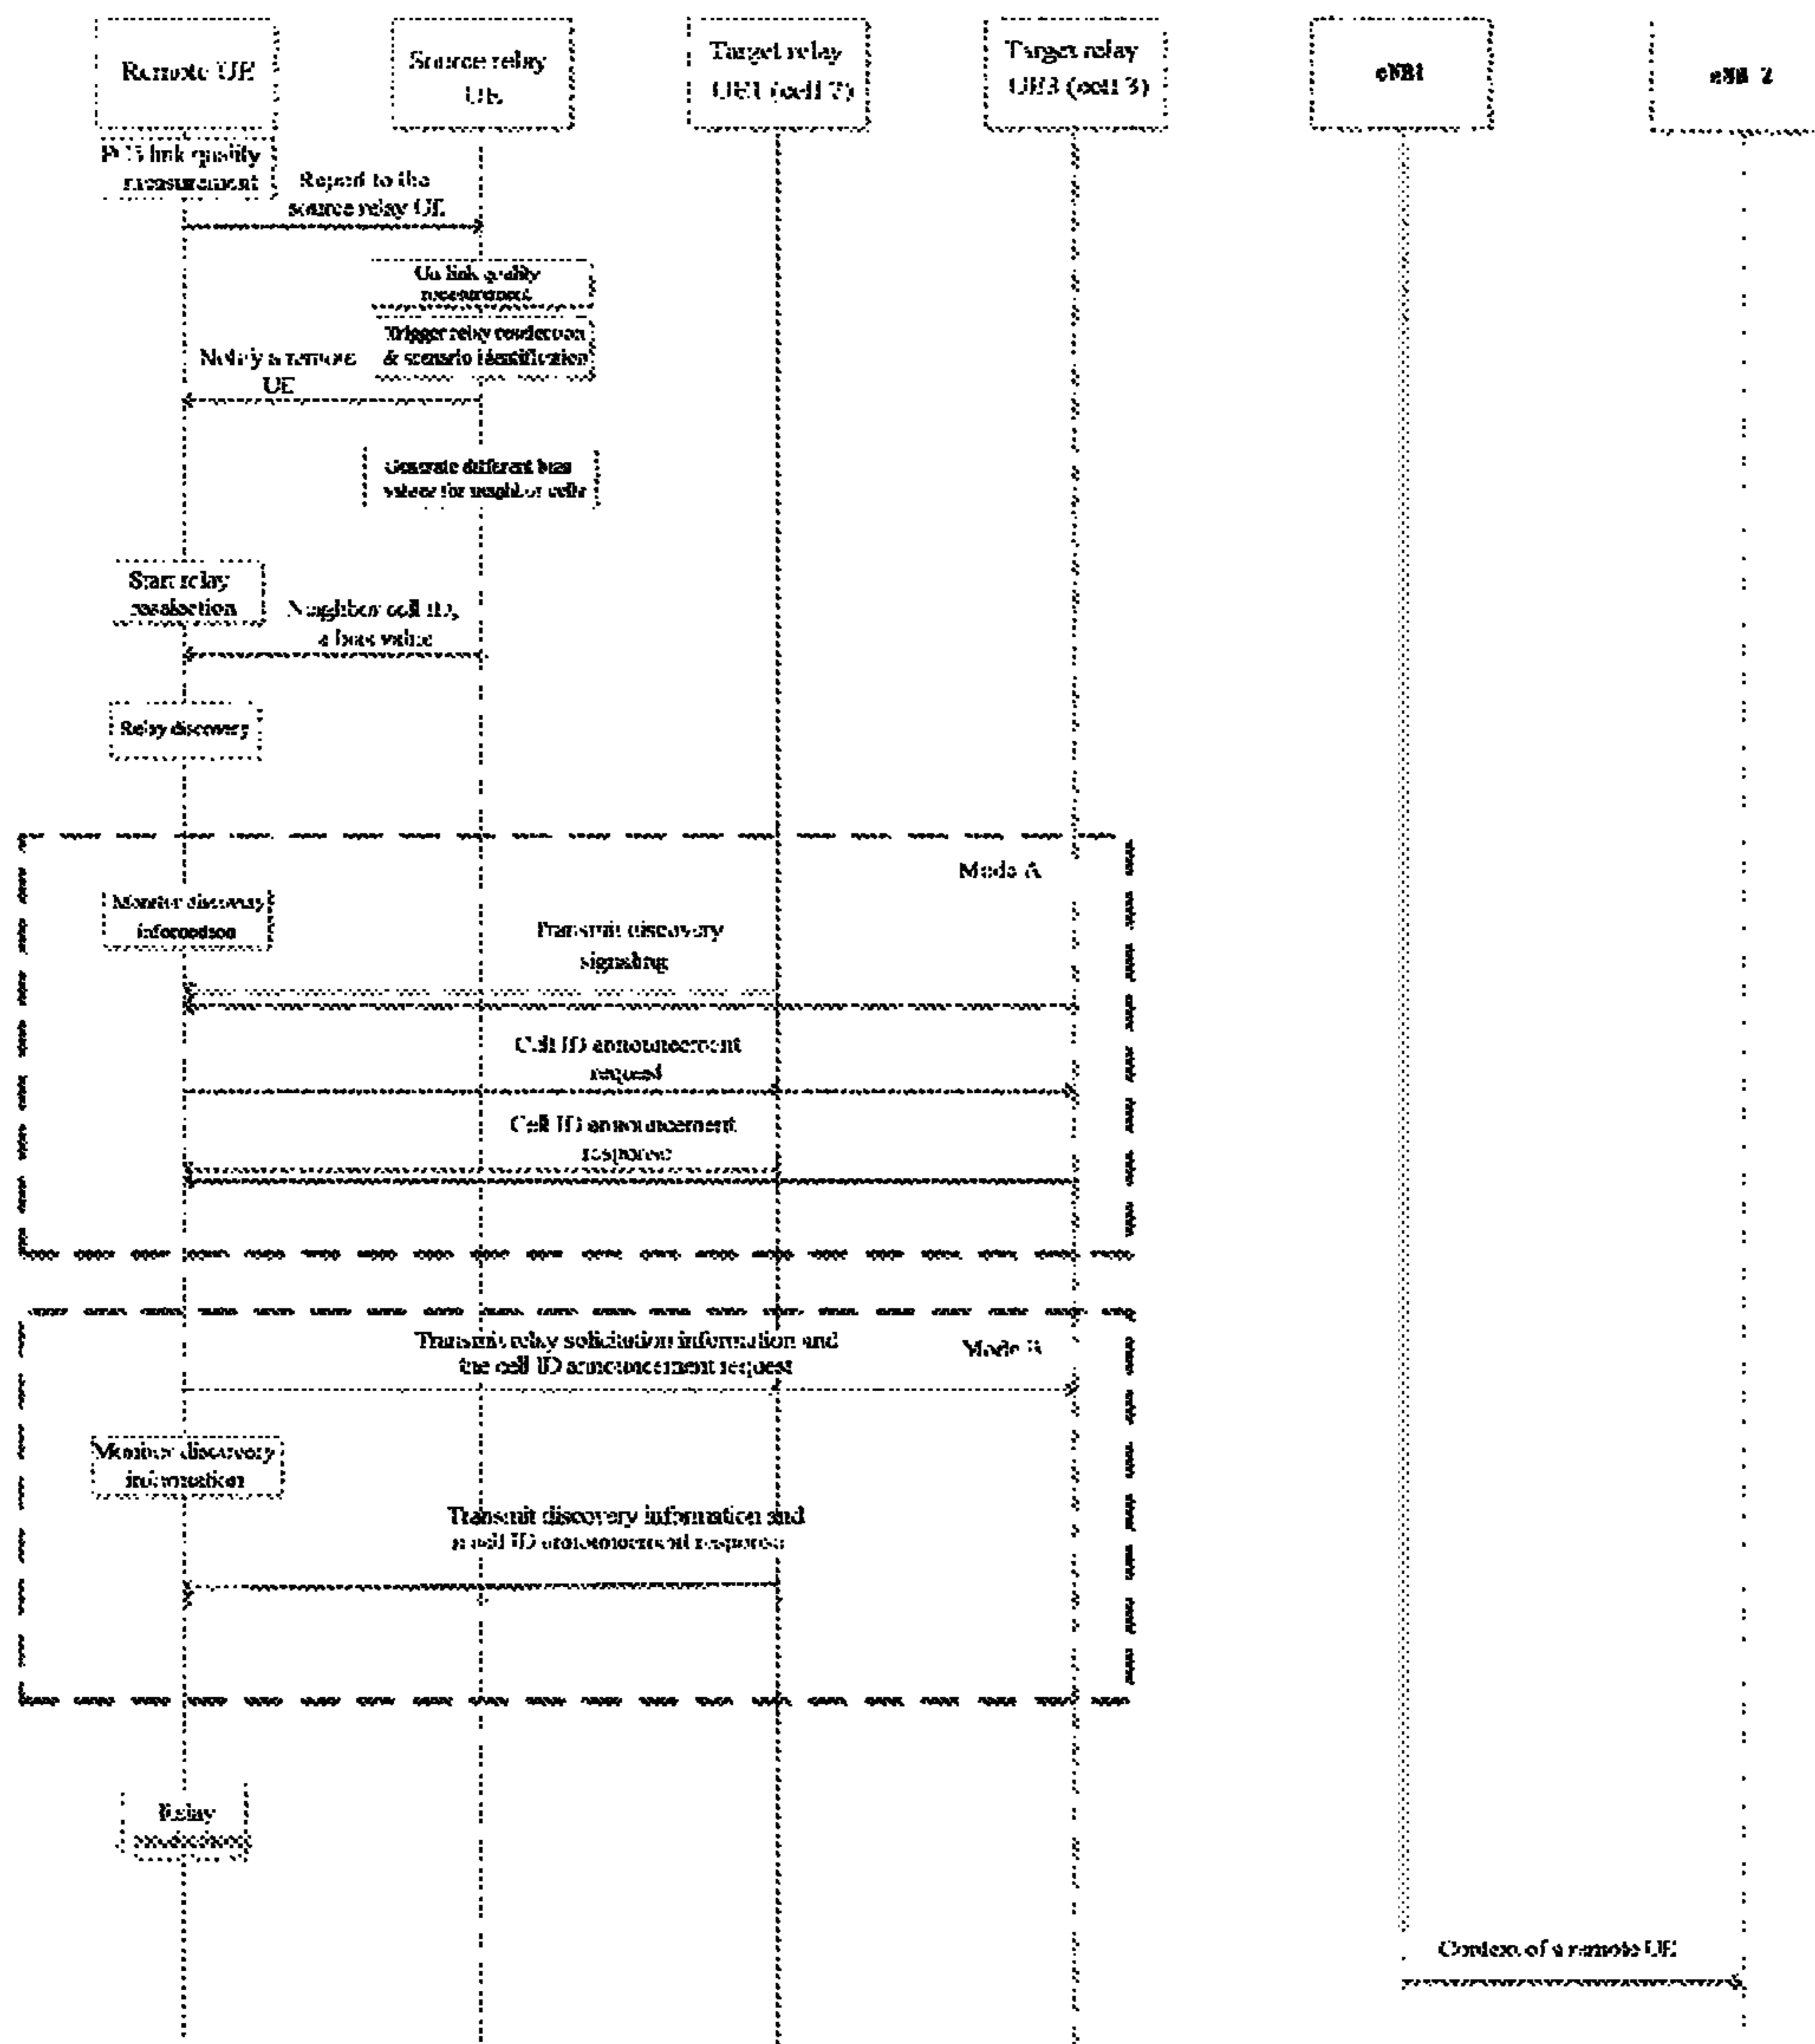 Remote UE
Source relay
UE
Target relay
UE1 (cell 2)
Target relay
(cell 3)
eNB1
eNB 2
link quality
measurement
Report to the
source relay UE
Uu link quality
measurement
Trigger relay reselection
& scenario identification
Notify a remote
UE
Generate different bias
values for neighbor cells
Start relay
reselection
Neighbor cell ID,
a bias value
Relay discovery
Mode A
Monitor discovery
information
Transmit discovery
signaling
Cell ID announcement
request
Cell ID announcement
response
Transmit relay solicitation information and
the cell ID announcement request
Mode B
Monitor discovery
information
Transmit discovery information and
a cell ID announcement response
Relay
Context of a remote UE